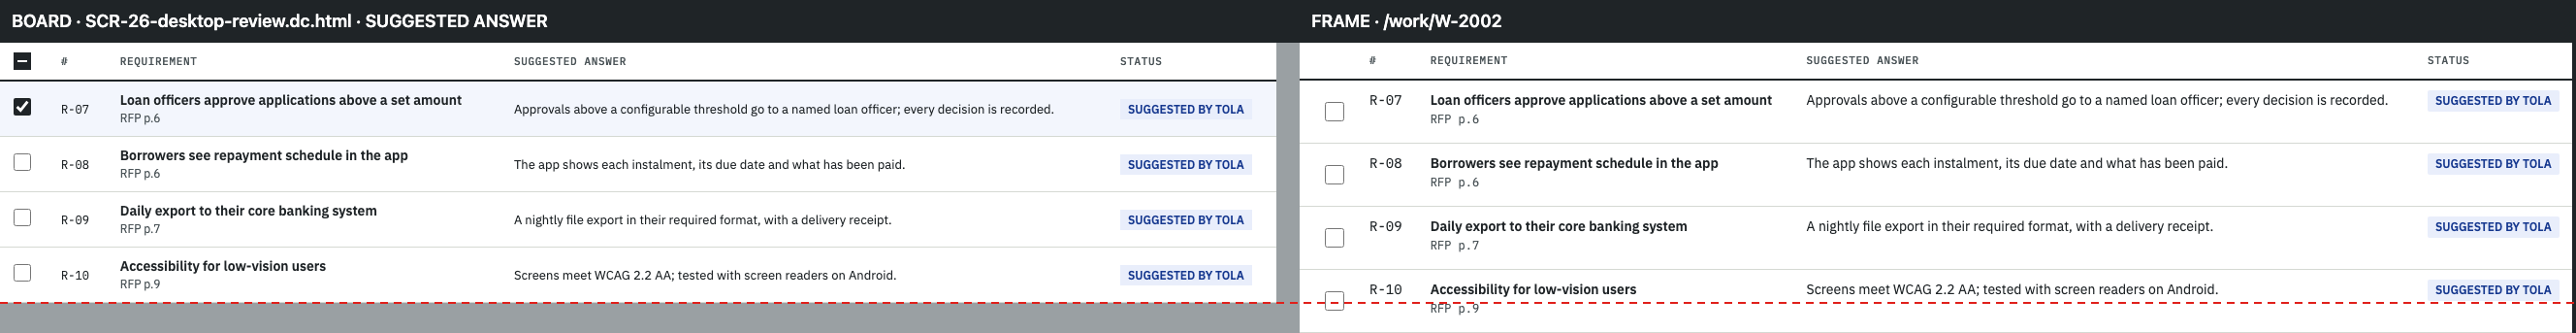 BOARD · SCR-26-desktop-review.dc.html · SUGGESTED ANSWER
# REQUIREMENT SUGGESTED ANSWER STATUS
R-07 Loan officers approve applications above a set amount Approvals above a configurable threshold go to a named loan officer; every decision is recorded. SUGGESTED BY TOLA
RFP p.6
R-08 Borrowers see repayment schedule in the app The app shows each instalment, its due date and what has been paid. SUGGESTED BY TOLA
RFP p.6
R-09 Daily export to their core banking system A nightly file export in their required format, with a delivery receipt. SUGGESTED BY TOLA
RFP p.7
R-10 Accessibility for low-vision users Screens meet WCAG 2.2 AA; tested with screen readers on Android. SUGGESTED BY TOLA
RFP p.9
FRAME · /work/W-2002
# REQUIREMENT SUGGESTED ANSWER STATUS
R-07 Loan officers approve applications above a set amount Approvals above a configurable threshold go to a named loan officer; every decision is recorded. SUGGESTED BY TOLA
RFP p.6
R-08 Borrowers see repayment schedule in the app The app shows each instalment, its due date and what has been paid. SUGGESTED BY TOLA
RFP p.6
R-09 Daily export to their core banking system A nightly file export in their required format, with a delivery receipt. SUGGESTED BY TOLA
RFP p.7
R-10 Accessibility for low-vision users Screens meet WCAG 2.2 AA; tested with screen readers on Android. SUGGESTED BY TOLA
RFP p.9